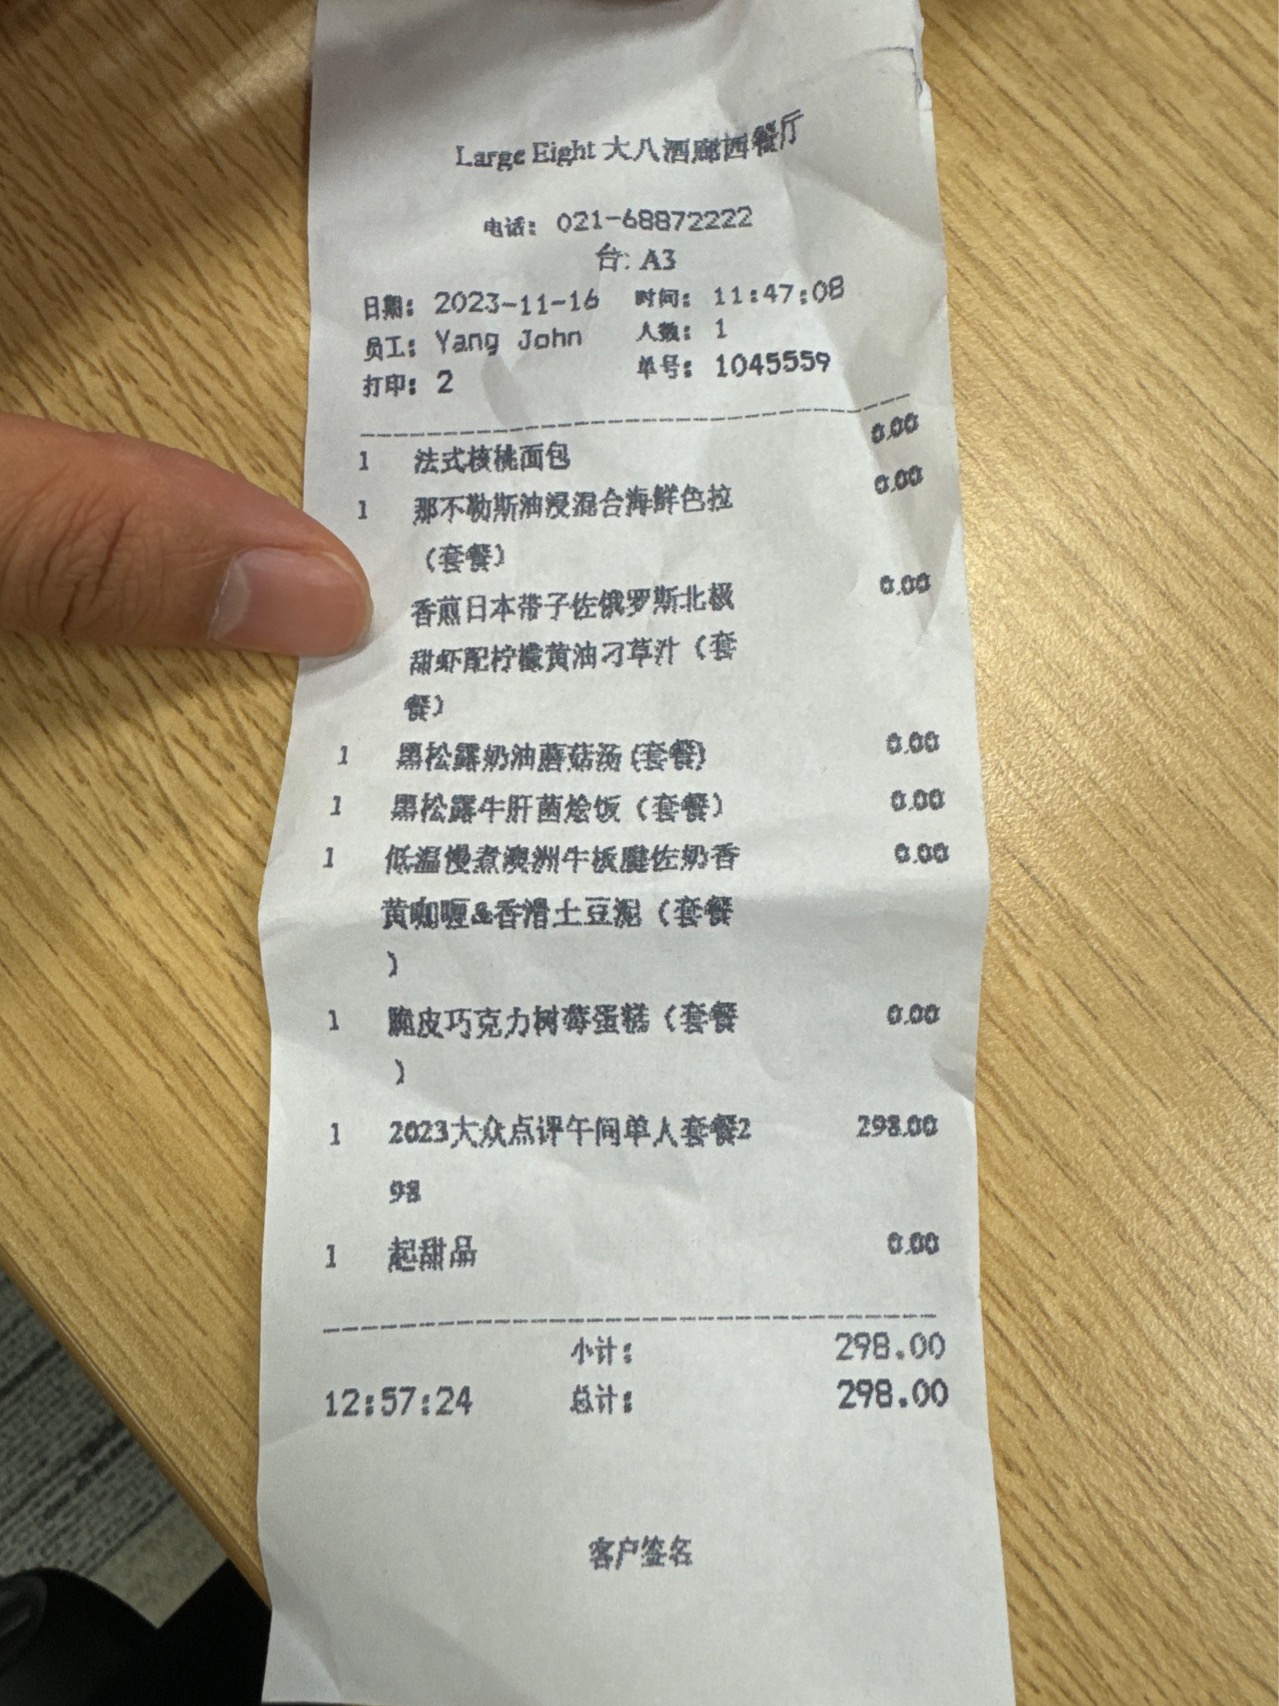 Large Eight 大八酒廊西餐厅
电话: 021-68872222
台: A3
日期: 2023-11-16 时间: 11:47:08
员工: Yang John 人数: 1
打印: 2 单号: 1045559
1 法式核桃面包 0.00
1 那不勒斯油浸混合海鲜色拉 0.00
(套餐)
香煎日本带子佐俄罗斯北极 0.00
甜虾配柠檬黄油刁草汁(套
餐)
1 黑松露奶油蘑菇汤(套餐) 0.00
1 黑松露牛肝菌烩饭(套餐) 0.00
1 低温慢煮澳洲牛板腱佐奶香 0.00
黄咖喱&香滑土豆泥(套餐
)
1 脆皮巧克力树莓蛋糕(套餐 0.00
)
1 2023大众点评午间单人套餐2 298.00
98
1 起甜品 0.00
小计: 298.00
12:57:24 总计: 298.00
客户签名